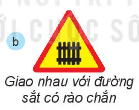 b
Giao nhau với đường
sắt có rào chắn